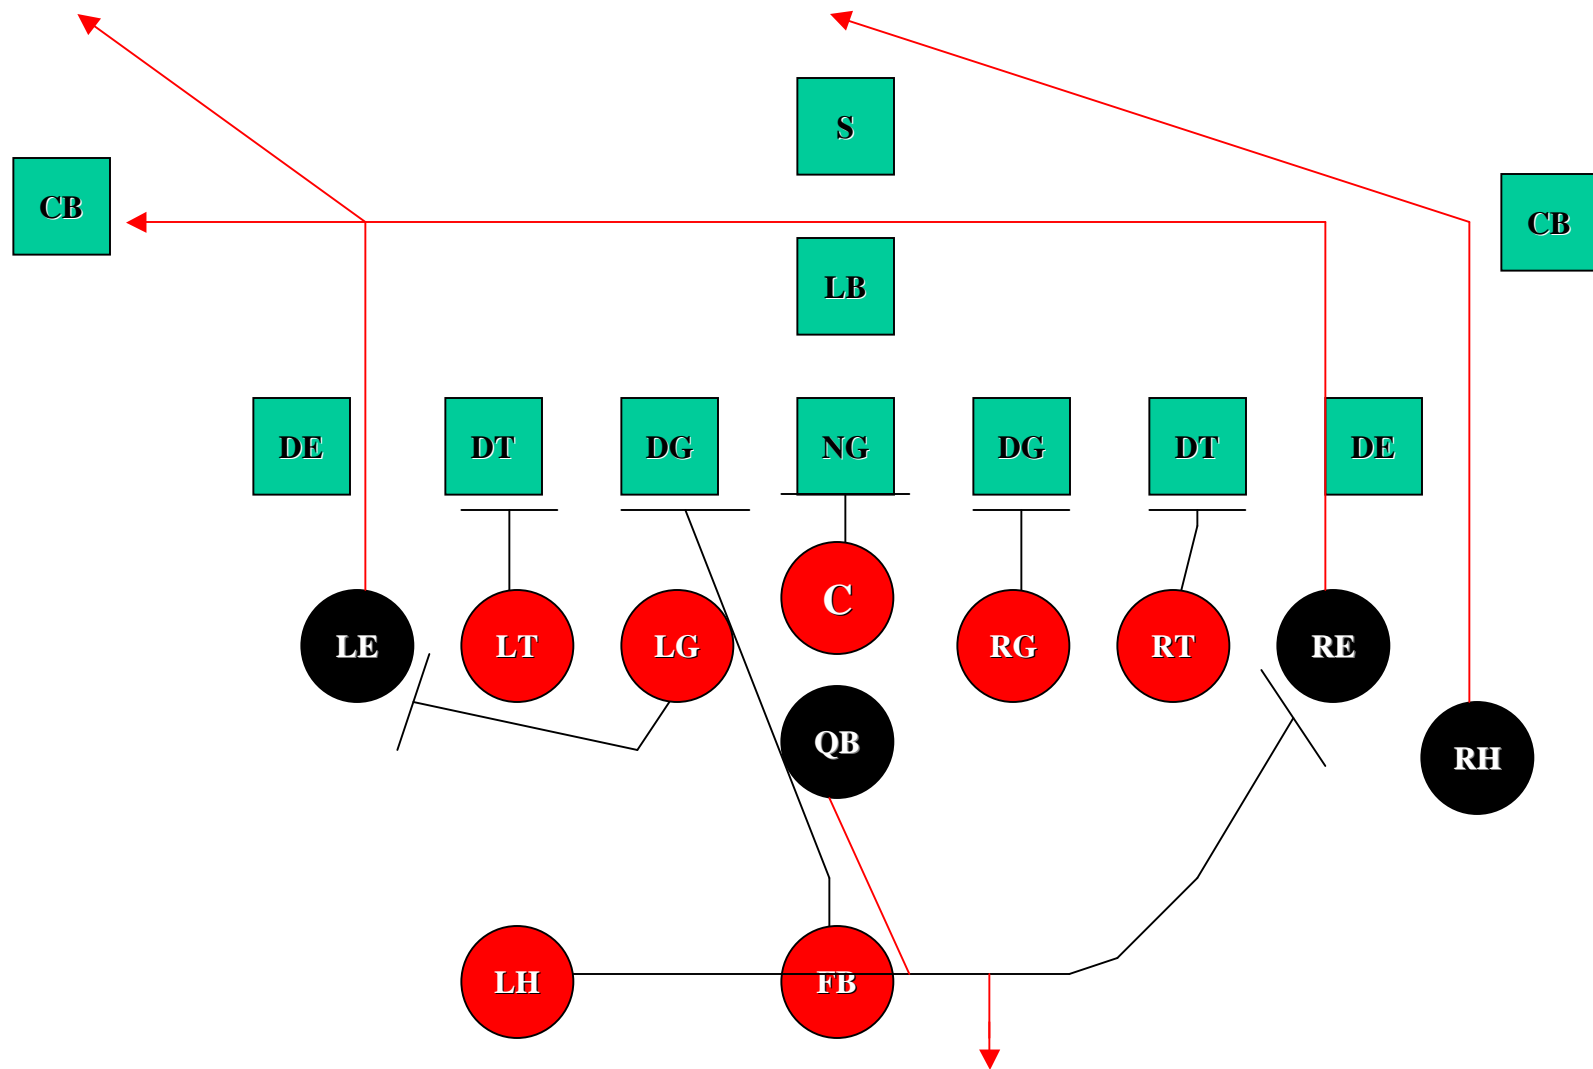 S
CB
CB
LB
DE
DT
DG
NG
DG
DT
DE
C
LE
LT
LG
RG
RT
RE
QB
RH
LH
FB